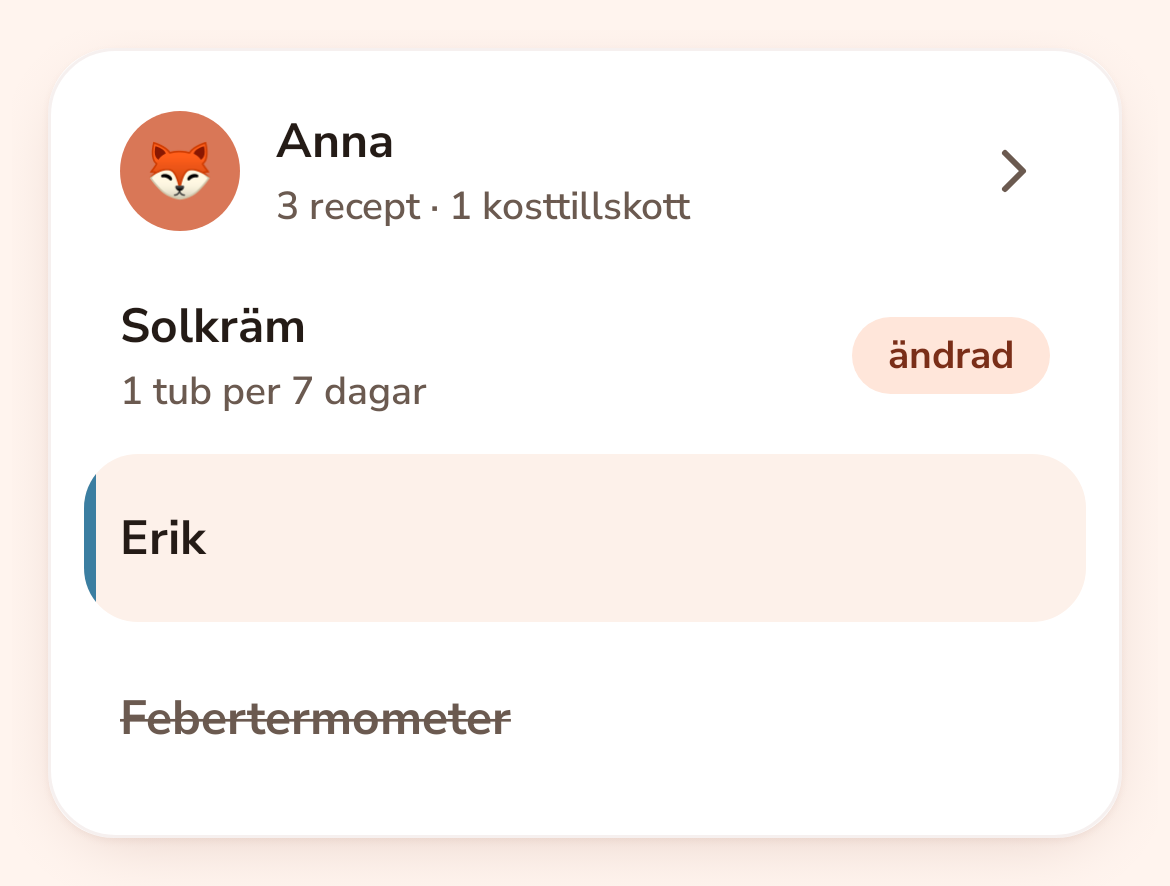 Anna
3 recept · 1 kosttillskott
Solkräm
ändrad
1 tub per 7 dagar
Erik
Febertermometer